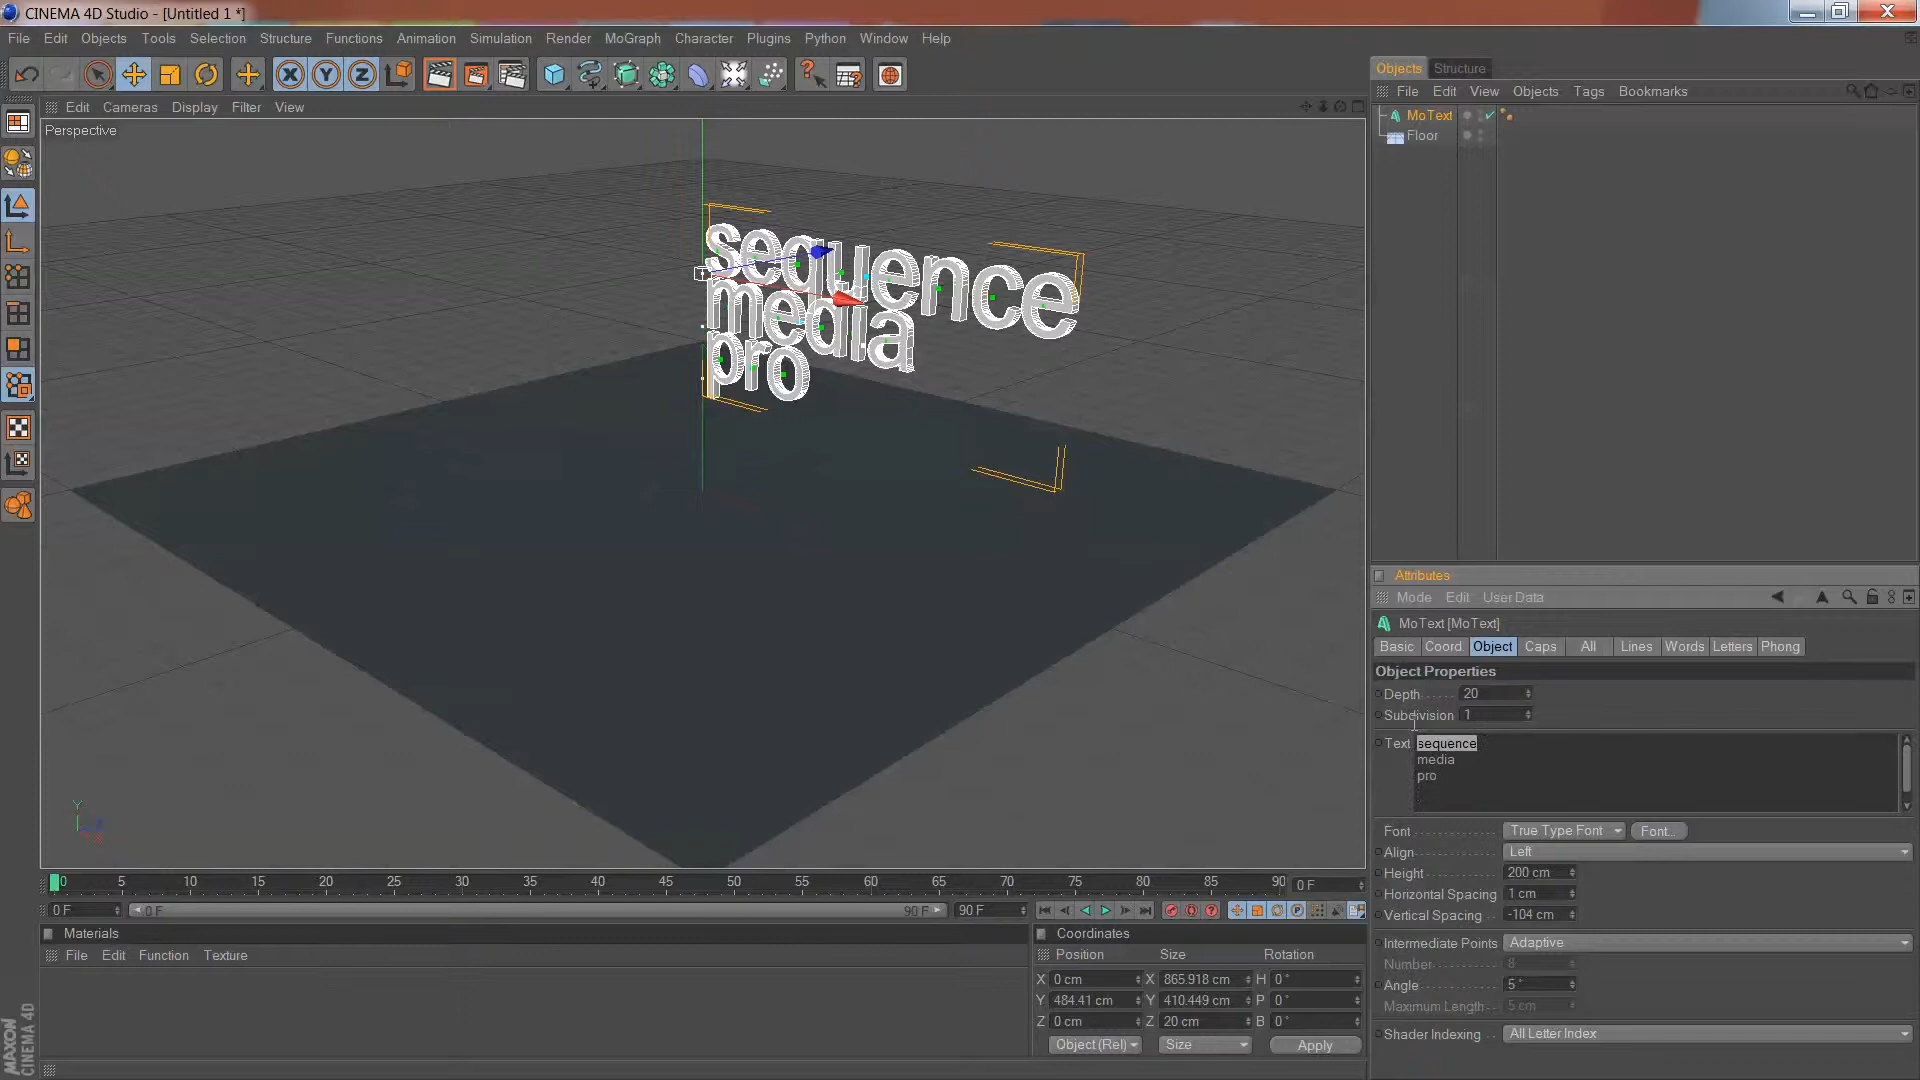 CINEMA 4D Studio - [Untitled 1 *]
File Edit Objects Tools Selection Structure Functions Animation Simulation Render MoGraph Character Plugins Python Window Help
X Y Z
Edit Cameras Display Filter View
Perspective
sequence
media
pro
Y
Z
X
0 5 10 15 20 25 30 35 40 45 50 55 60 65 70 75 80 85 90 0 F
0 F 0 F 90 F 90 F
Materials
File Edit Function Texture
Coordinates
Position Size Rotation
X 0 cm X 865.918 cm H 0 °
Y 484.41 cm Y 410.449 cm P 0 °
Z 0 cm Z 20 cm B 0 °
Object (Rel) Size Apply
MAXON
CINEMA 4D
Objects Structure
File Edit View Objects Tags Bookmarks
MoText
Floor
Attributes
Mode Edit User Data
MoText [MoText]
Basic Coord. Object Caps All Lines Words Letters Phong
Object Properties
Depth 20
Subdivision 1
Text sequence
media
pro
Font True Type Font Font...
Align Left
Height 200 cm
Horizontal Spacing 1 cm
Vertical Spacing -104 cm
Intermediate Points Adaptive
Number 8
Angle 5 °
Maximum Length 5 cm
Shader Indexing All Letter Index